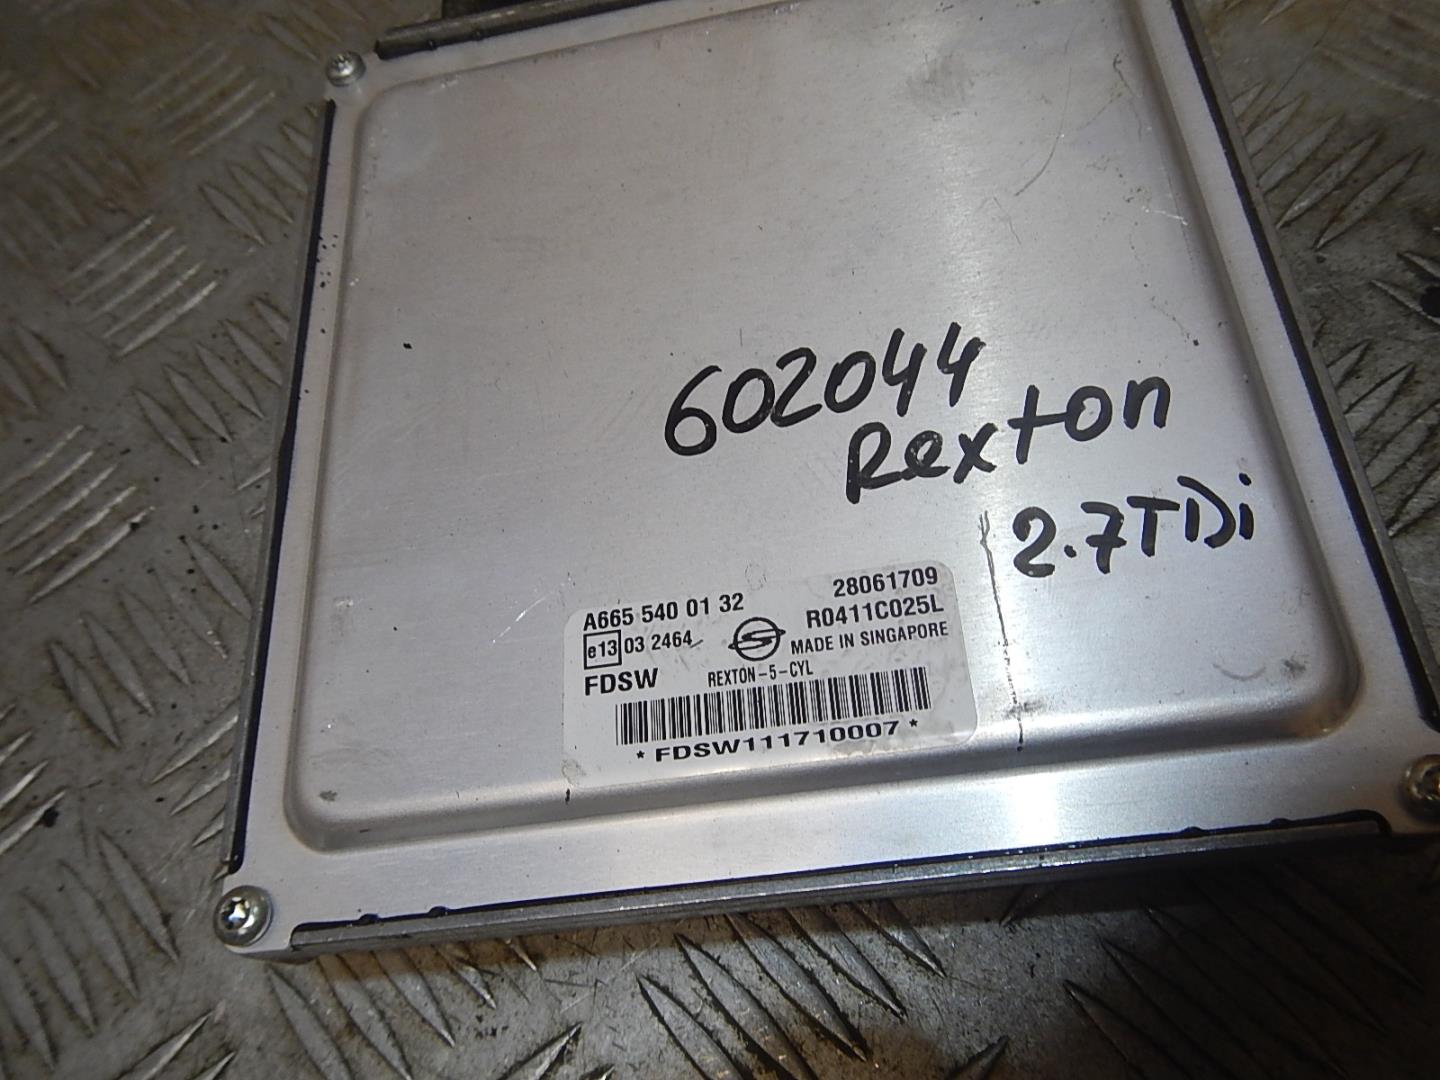 602044
Rexton
2.7TDi
A665 540 01 32 28061709
e13 03 2464 R0411C025L
MADE IN SINGAPORE
FDSW REXTON-5-CYL
* FDSW111710007 *